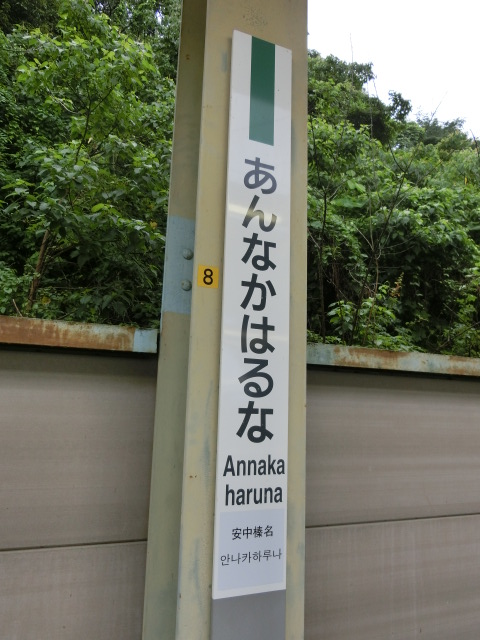 8
あんなかはるな
Annaka
haruna
安中榛名
안나카하루나